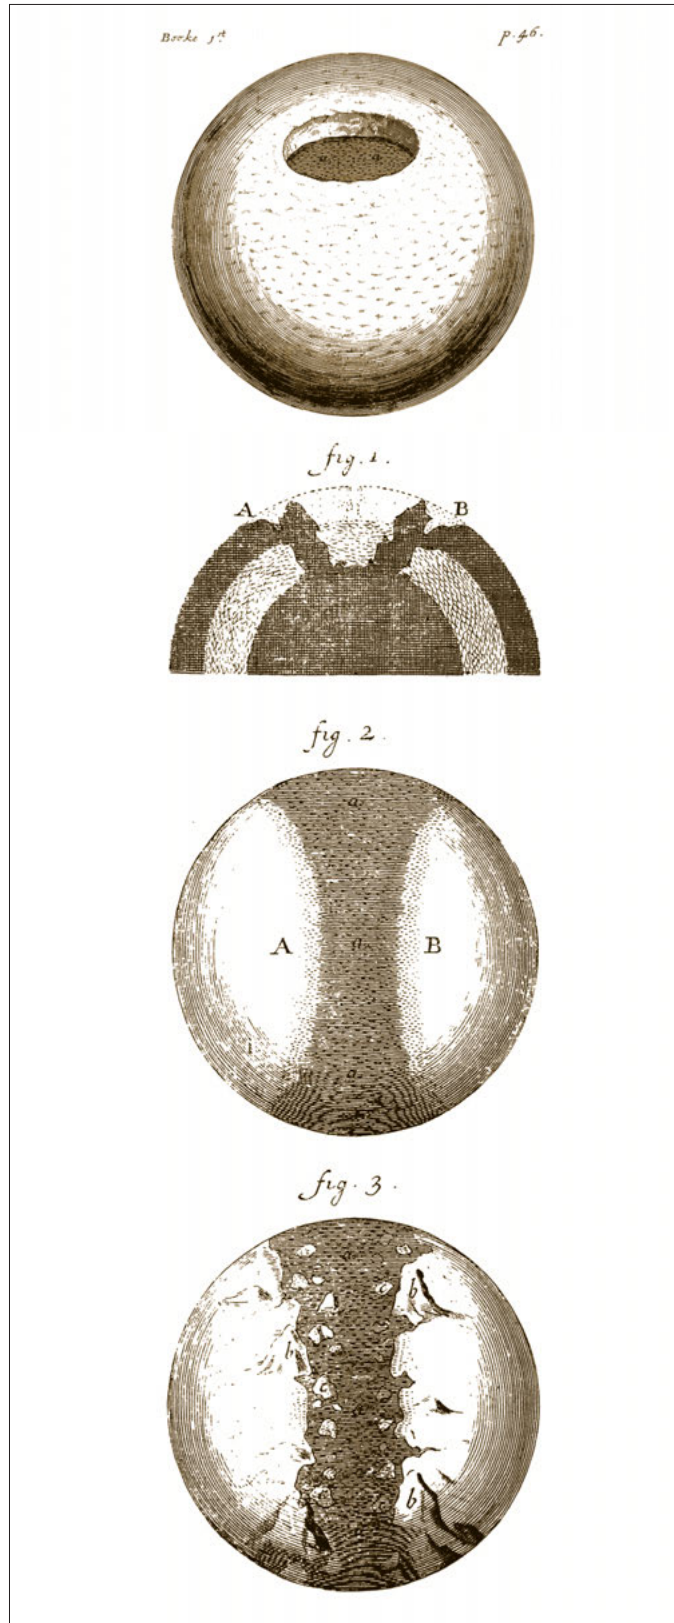 Booke 1st p. 46.
a a
fig. 1.
A B
fig. 2.
a
A a B
a
fig. 3.
a
c b
b
c
c
b
c c